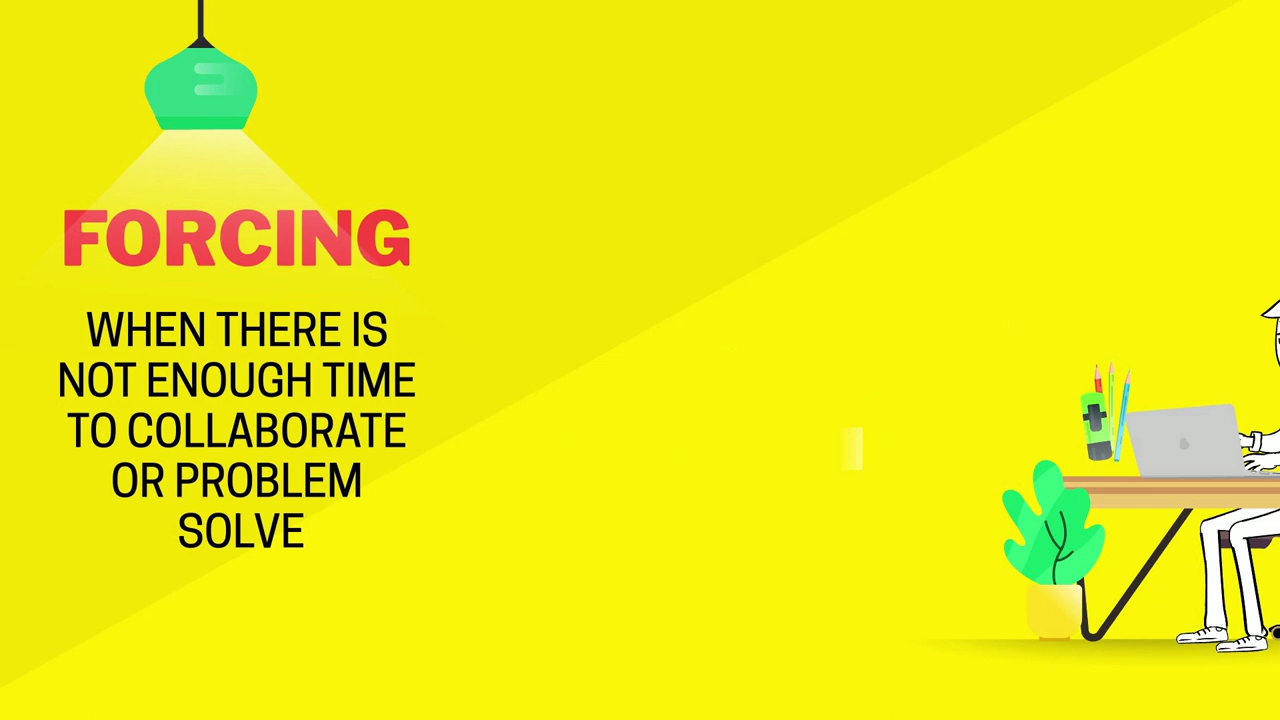 FORCING
WHEN THERE IS
NOT ENOUGH TIME
TO COLLABORATE
OR PROBLEM
SOLVE